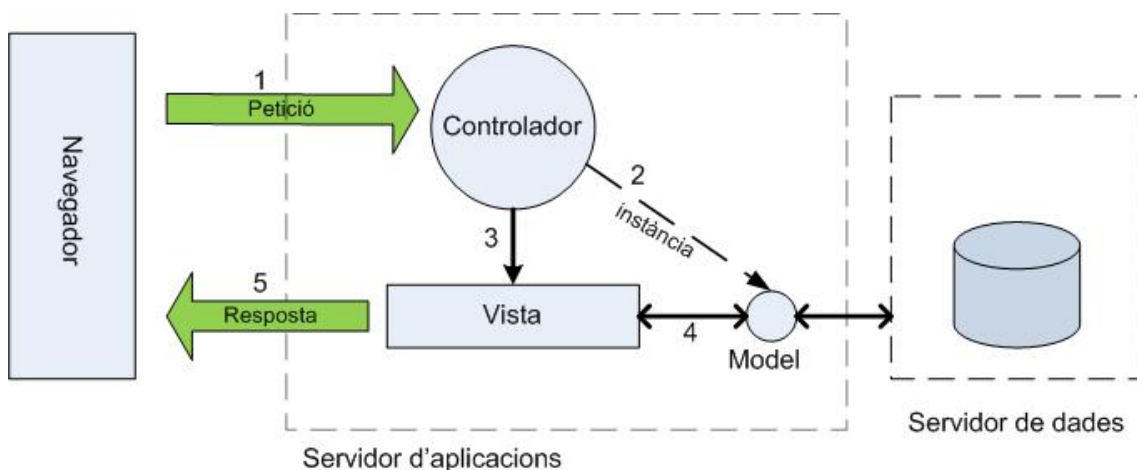 Navegador
1
Petició
Controlador
2
instància
3
5
Resposta
Vista
4
Model
Servidor de dades
Servidor d'aplicacions